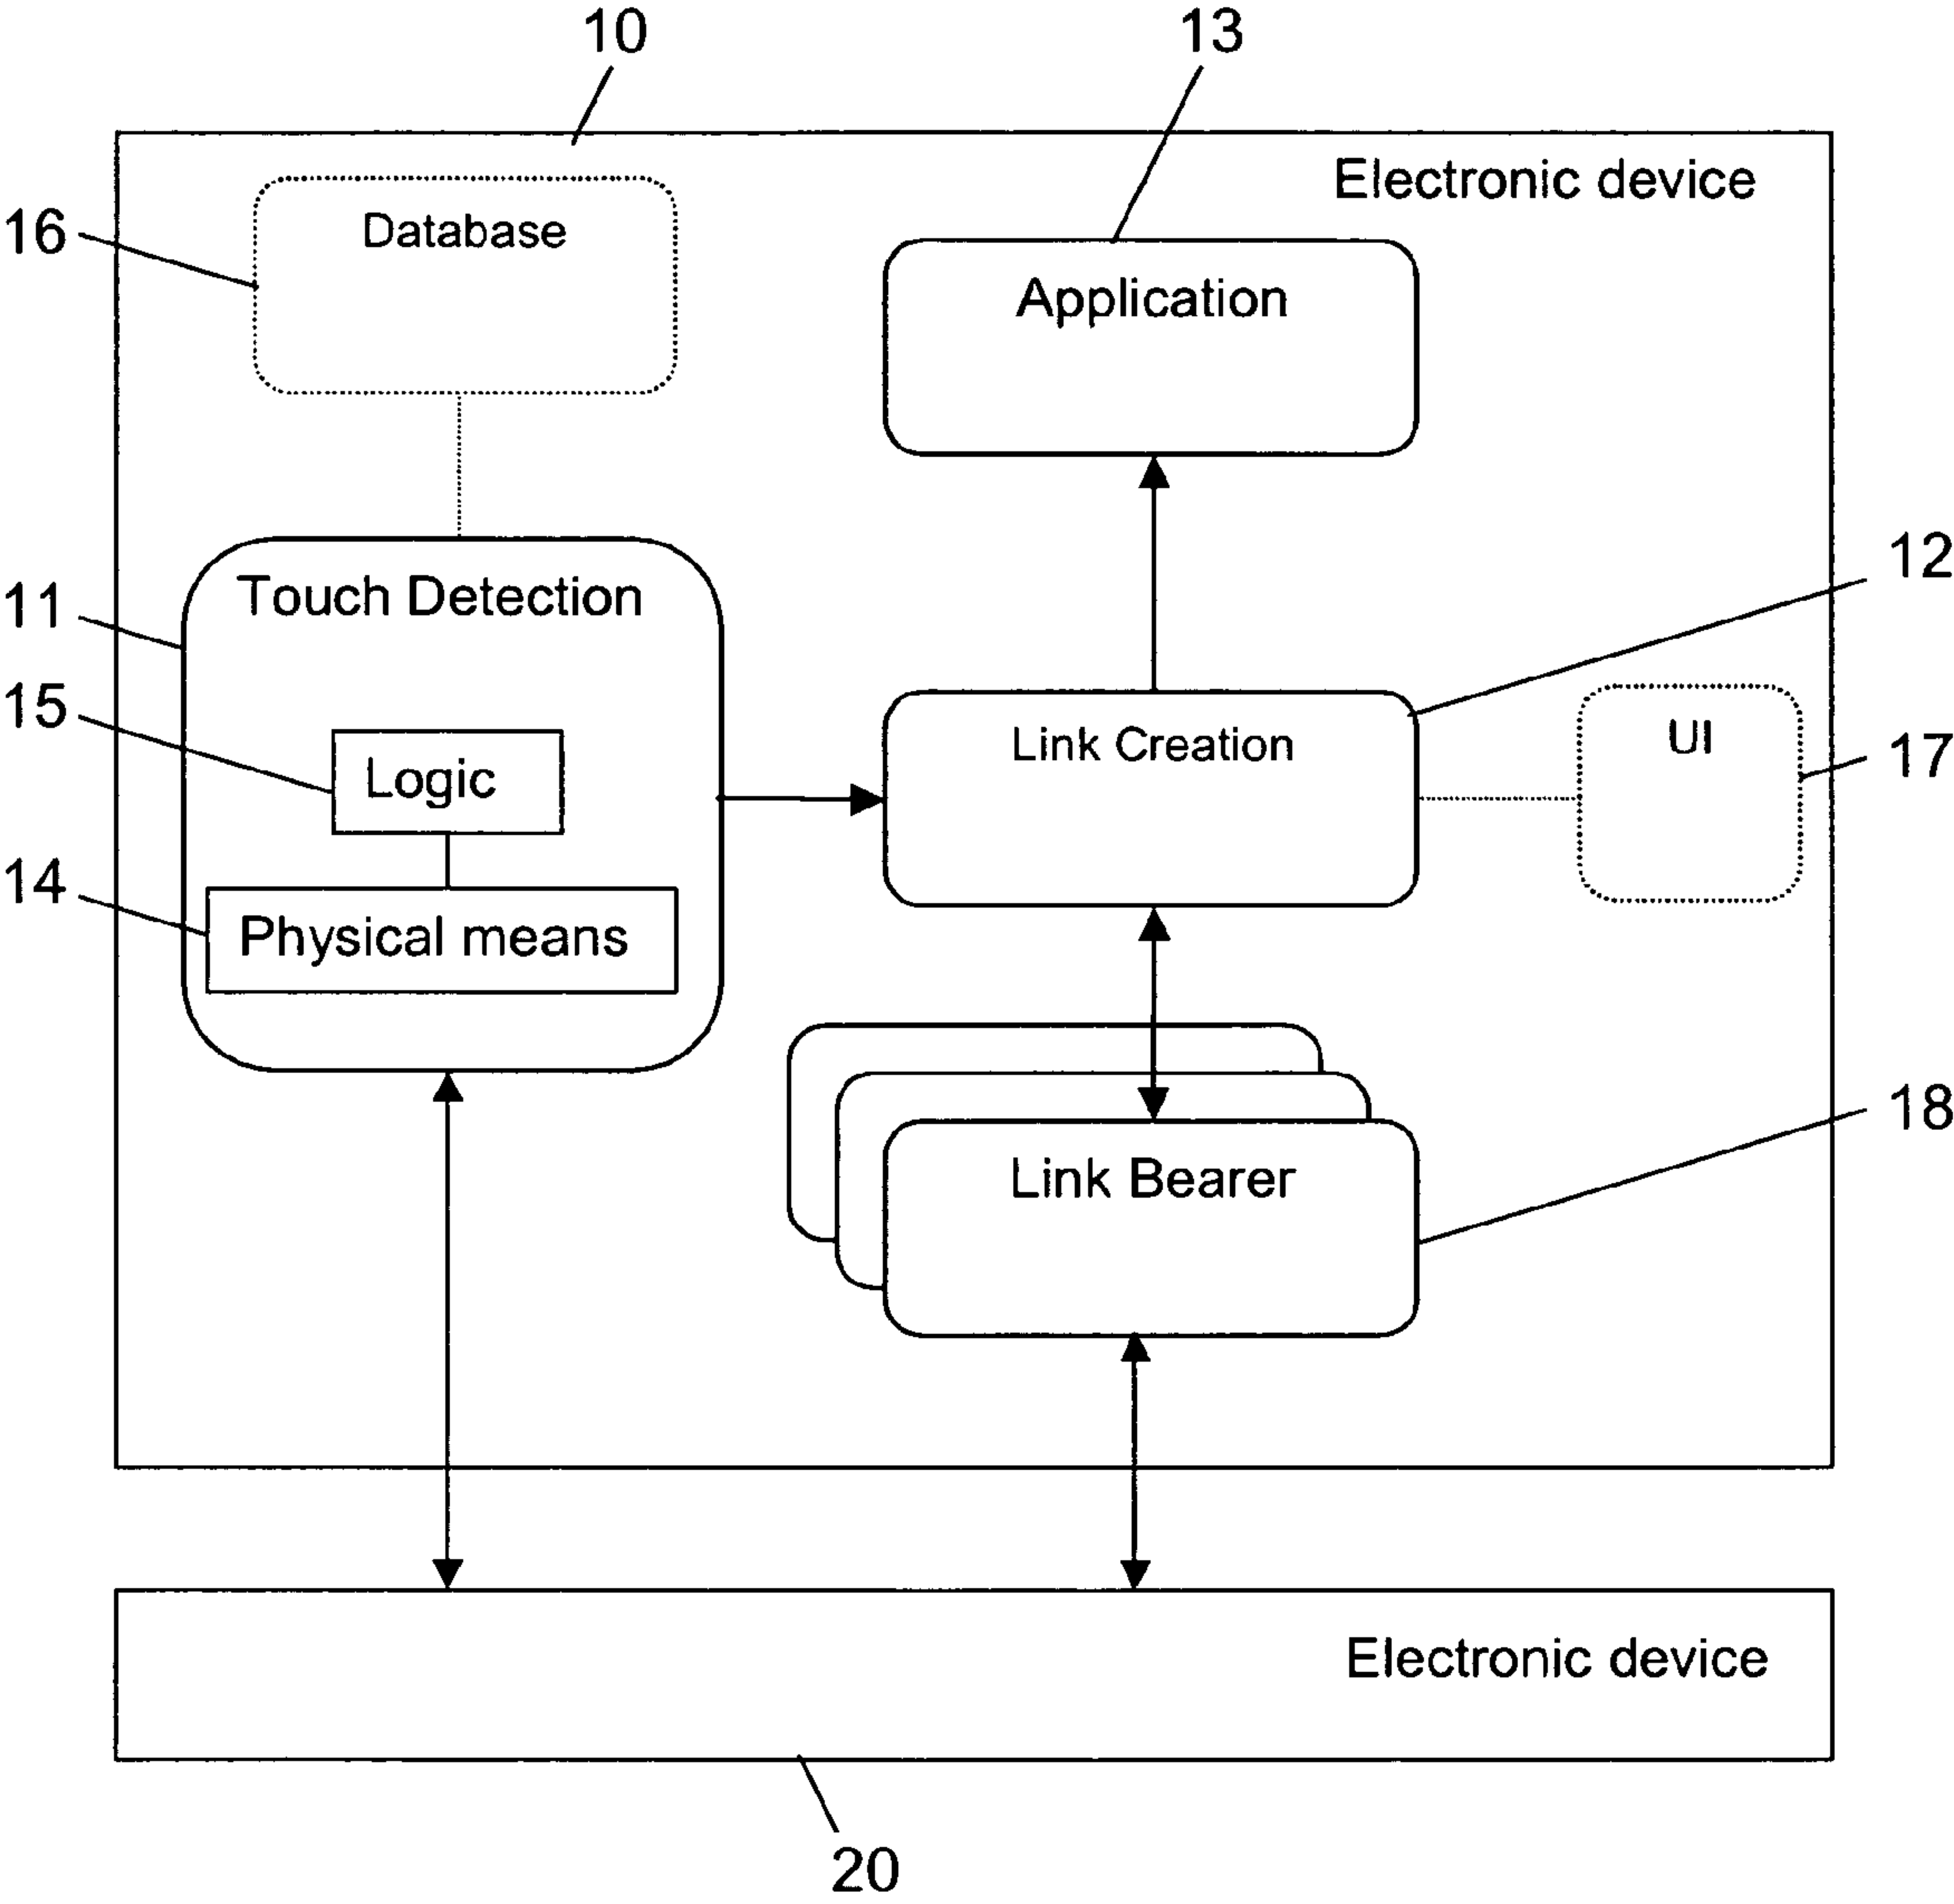 10
13
Electronic device
16
Database
Application
12
11
Touch Detection
15
Logic
Link Creation
UI
17
14
Physical means
18
Link Bearer
Electronic device
20